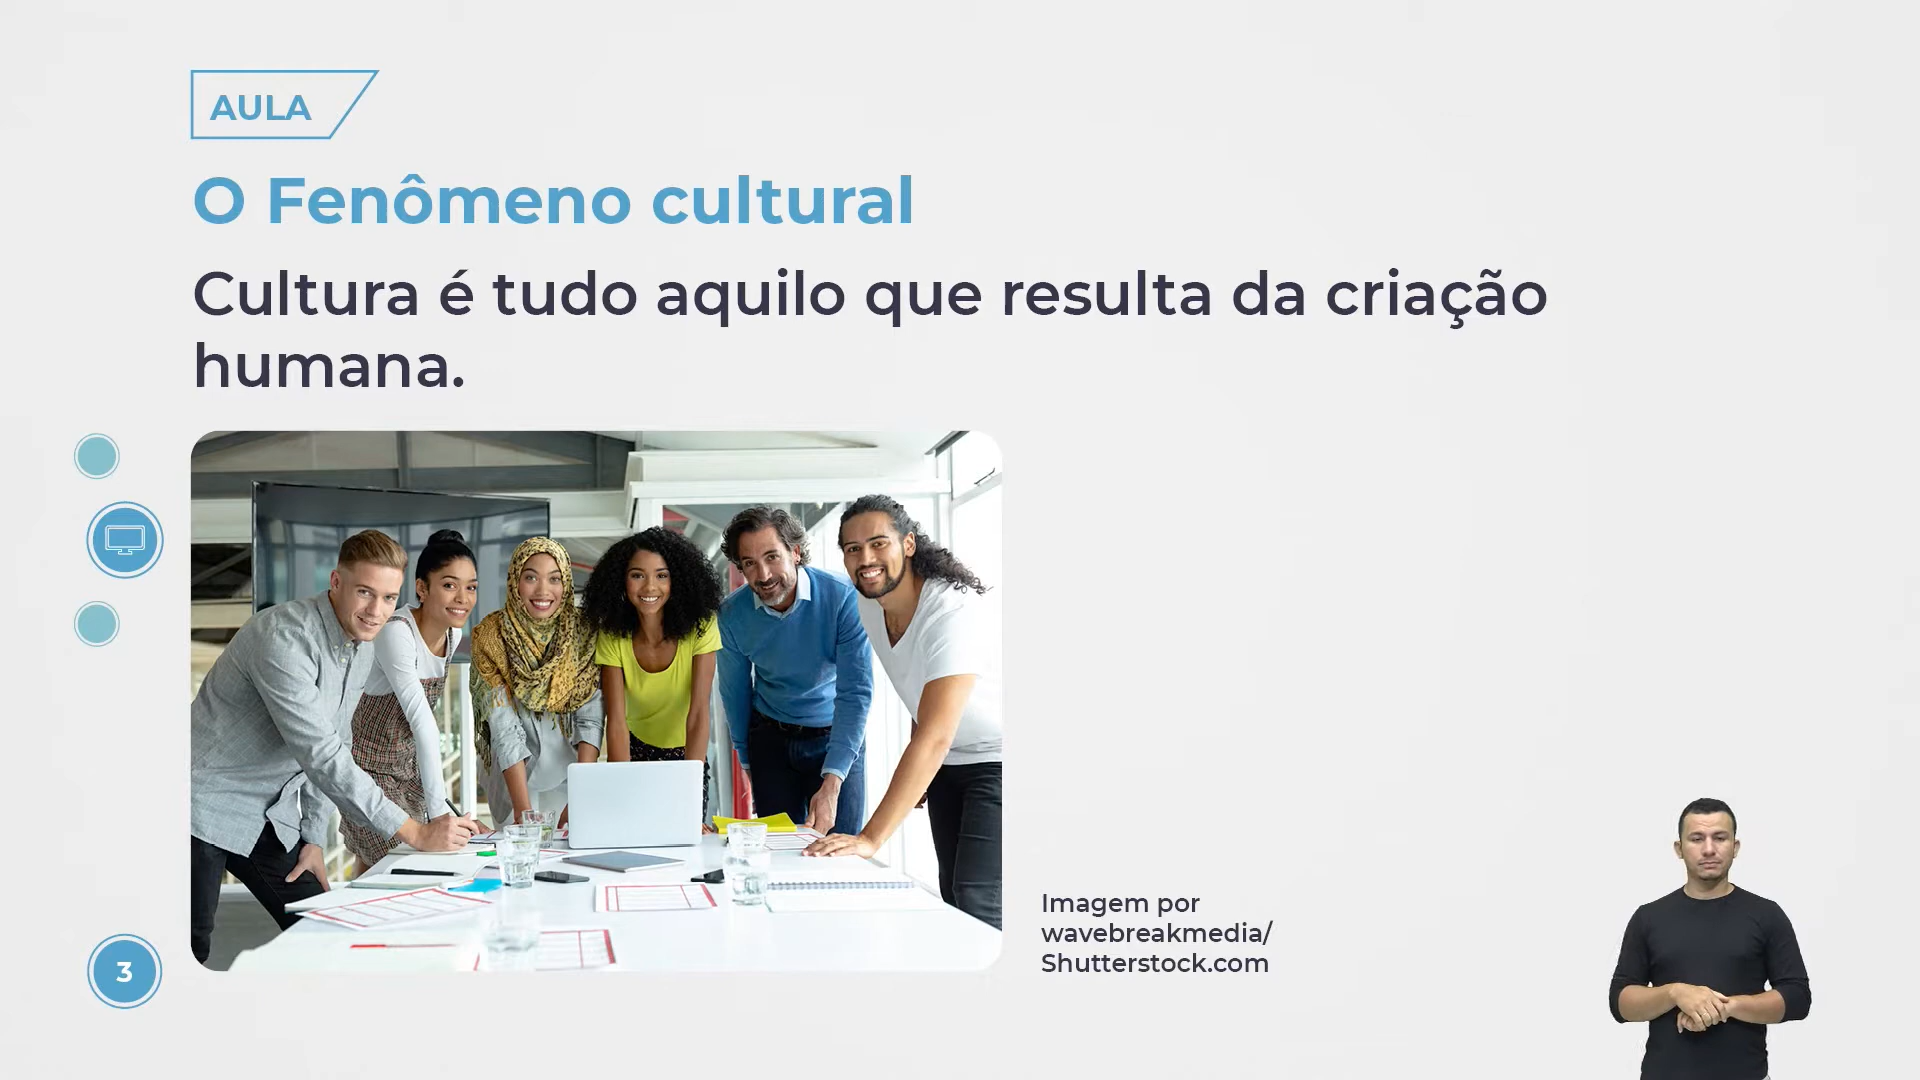 AULA
O Fenômeno cultural
Cultura é tudo aquilo que resulta da criação
humana.
Imagem por
wavebreakmedia/
Shutterstock.com
3